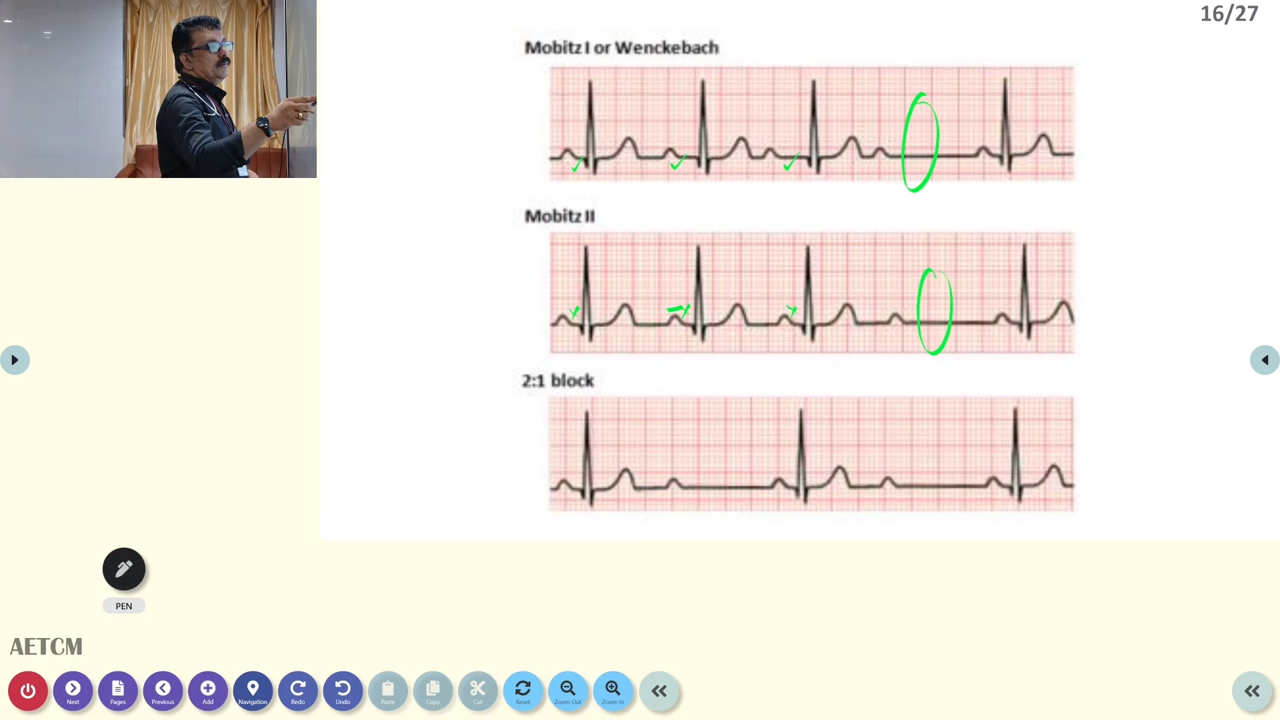 16/27
Mobitz I or Wenckebach
Mobitz II
2:1 block
PEN
AETCM
Next
Pages
Previous
Add
Navigation
Redo
Undo
Paste
Copy
Cut
Reset
Zoom Out
Zoom In